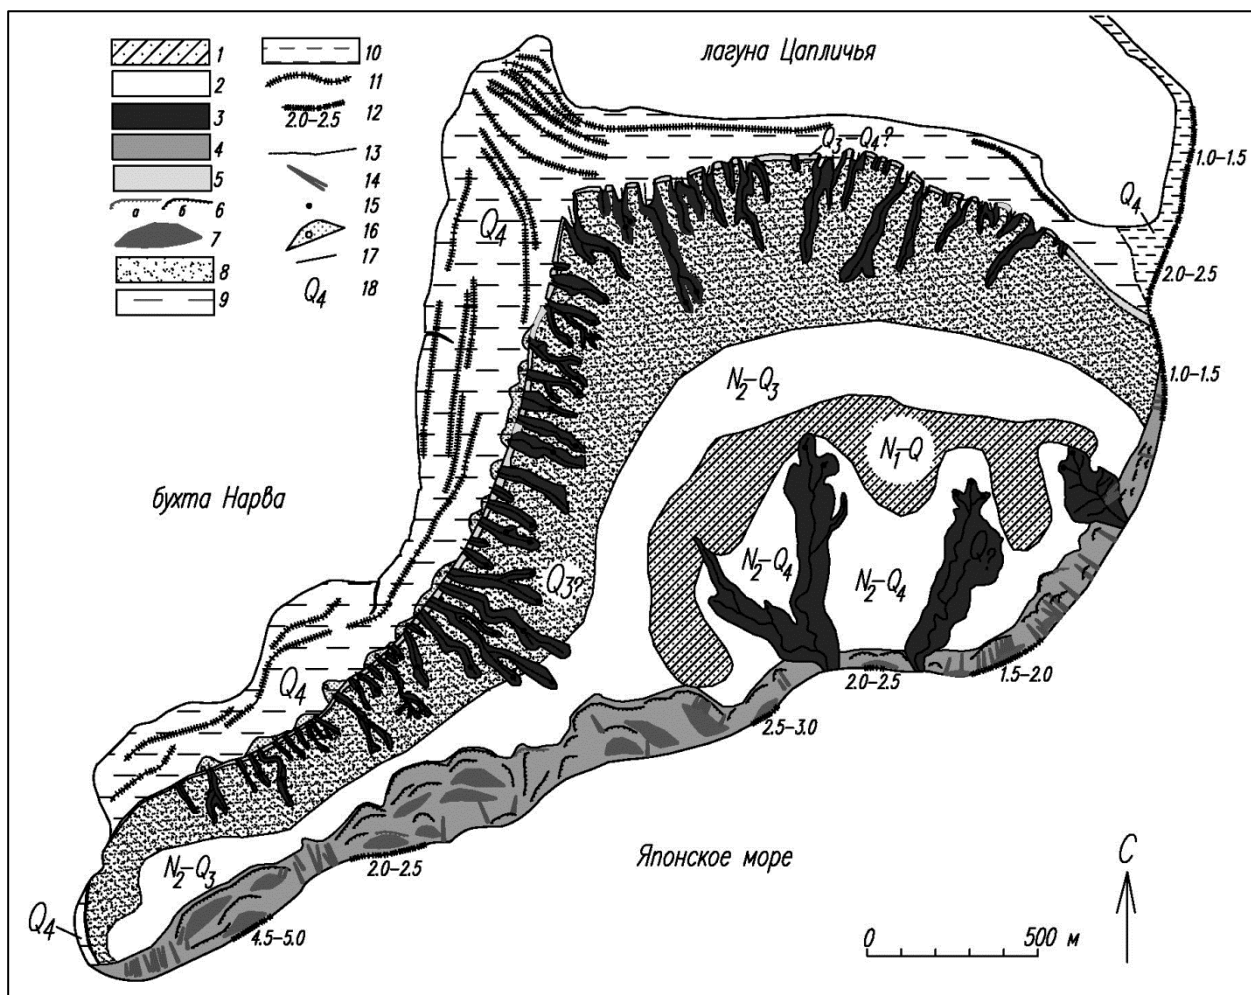 лагуна Цапличья
1
2
3
4
5
а б 6
7
8
9
10
11
2.0–2.5 12
13
14
15
16
17
Q4 18
Q3–Q4?
1.0–1.5
Q4
Q4
2.0–2.5
N2–Q3
1.0–1.5
N1–Q
бухта Нарва
N2–Q4
Q?
Q3?
N2–Q4
Q4
2.0–2.5
1.5–2.0
2.5–3.0
Японское море
С
2.0–2.5
N2–Q3
Q4
4.5–5.0
0 500 м